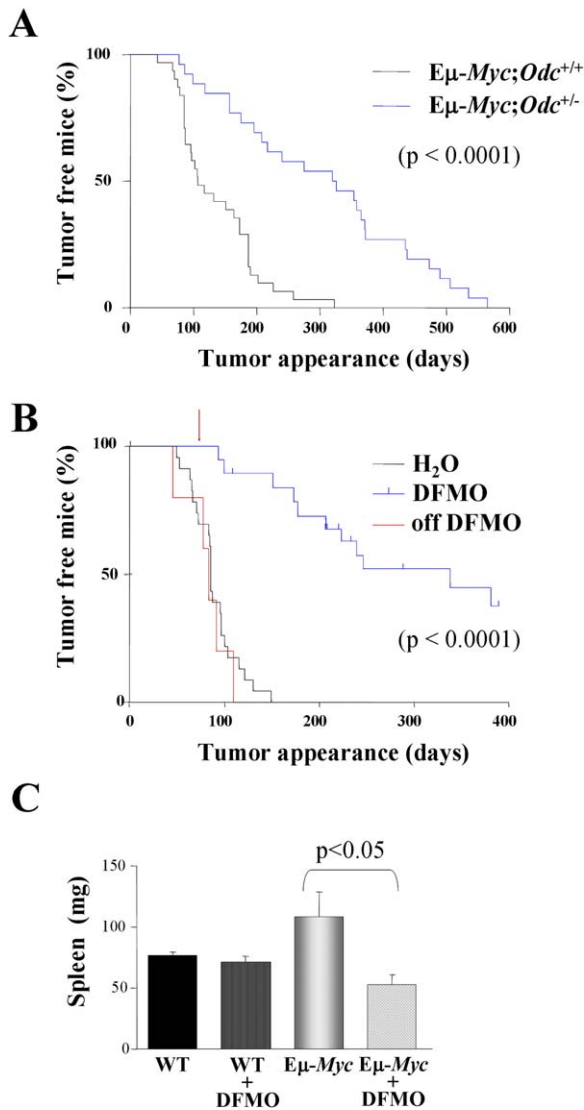 A
100
50
0
Tumor free mice (%)
Eμ-Myc;Odc+/+
Eμ-Myc;Odc+/-
(p < 0.0001)
0 100 200 300 400 500 600
Tumor appearance (days)
B
100
50
0
Tumor free mice (%)
H2O
DFMO
off DFMO
(p < 0.0001)
0 100 200 300 400
Tumor appearance (days)
C
p<0.05
150
100
50
0
Spleen (mg)
WT WT Eμ-Myc Eμ-Myc
+ +
DFMO DFMO